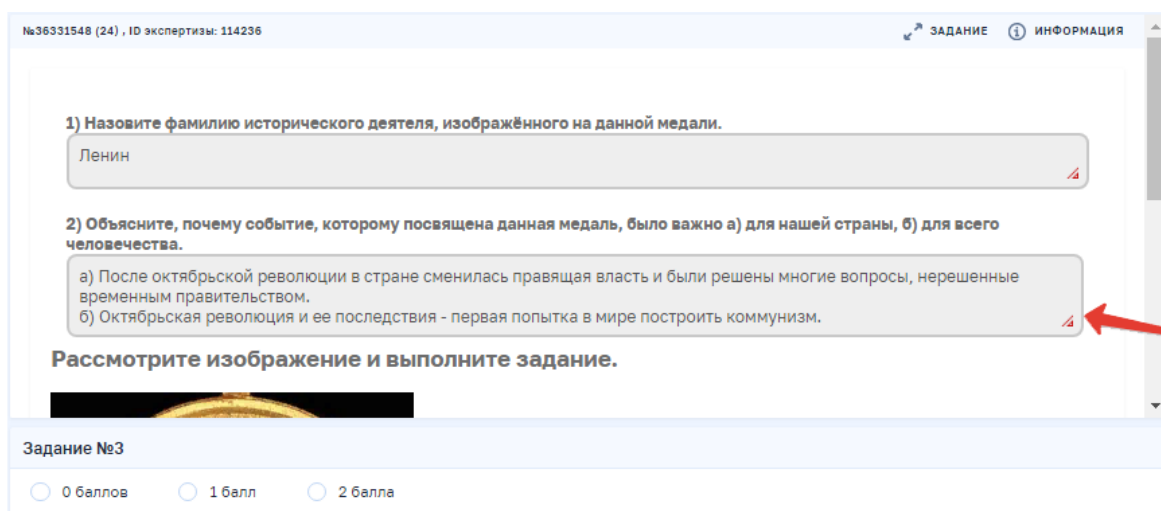 №36331548 (24) , ID экспертизы: 114236
ЗАДАНИЕ
ИНФОРМАЦИЯ
1) Назовите фамилию исторического деятеля, изображённого на данной медали.
Ленин
2) Объясните, почему событие, которому посвящена данная медаль, было важно а) для нашей страны, б) для всего
человечества.
а) После октябрьской революции в стране сменилась правящая власть и были решены многие вопросы, нерешенные
временным правительством.
б) Октябрьская революция и ее последствия - первая попытка в мире построить коммунизм.
Рассмотрите изображение и выполните задание.
Задание №3
0 баллов
1 балл
2 балла